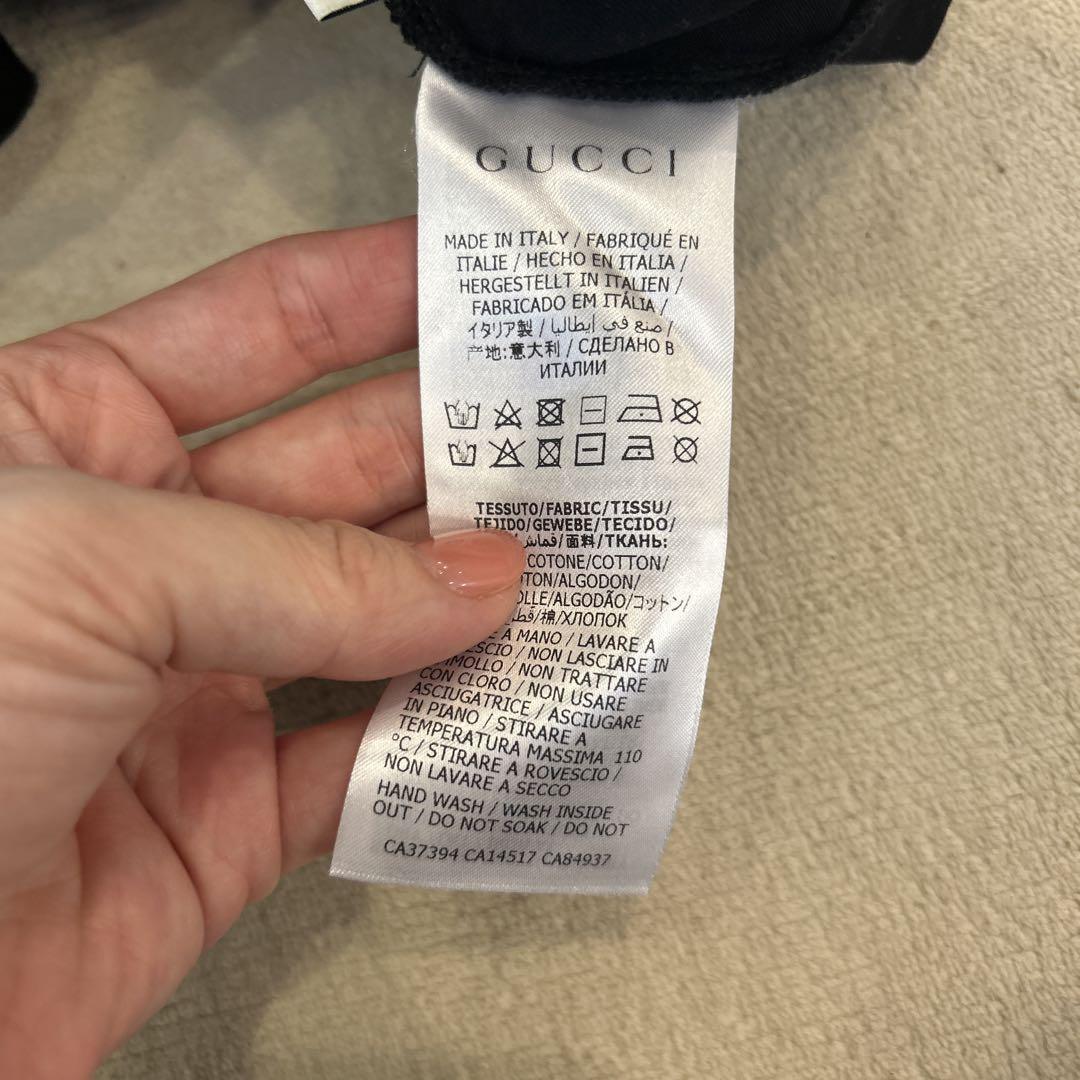 GUCCI
MADE IN ITALY / FABRIQUÉ EN
ITALIE / HECHO EN ITALIA /
HERGESTELLT IN ITALIEN /
FABRICADO EM ITÁLIA /
イタリア製 / صنع في ايطاليا /
产地:意大利 / СДЕЛАНО В
ИТАЛИИ
TESSUTO/FABRIC/TISSU/
TEJIDO/GEWEBE/TECIDO/
قماش/面料/ТКАНЬ:
COTONE/COTTON/
ALGODON/
ALGODÃO/コットン/
棉/ХЛОПОК
A MANO / LAVARE A
NON LASCIARE IN
NON TRATTARE
CON CLORO / NON USARE
ASCIUGATRICE / ASCIUGARE
IN PIANO / STIRARE A
TEMPERATURA MASSIMA 110
°C / STIRARE A ROVESCIO /
NON LAVARE A SECCO
HAND WASH / WASH INSIDE
OUT / DO NOT SOAK / DO NOT
CA37394 CA14517 CA84937